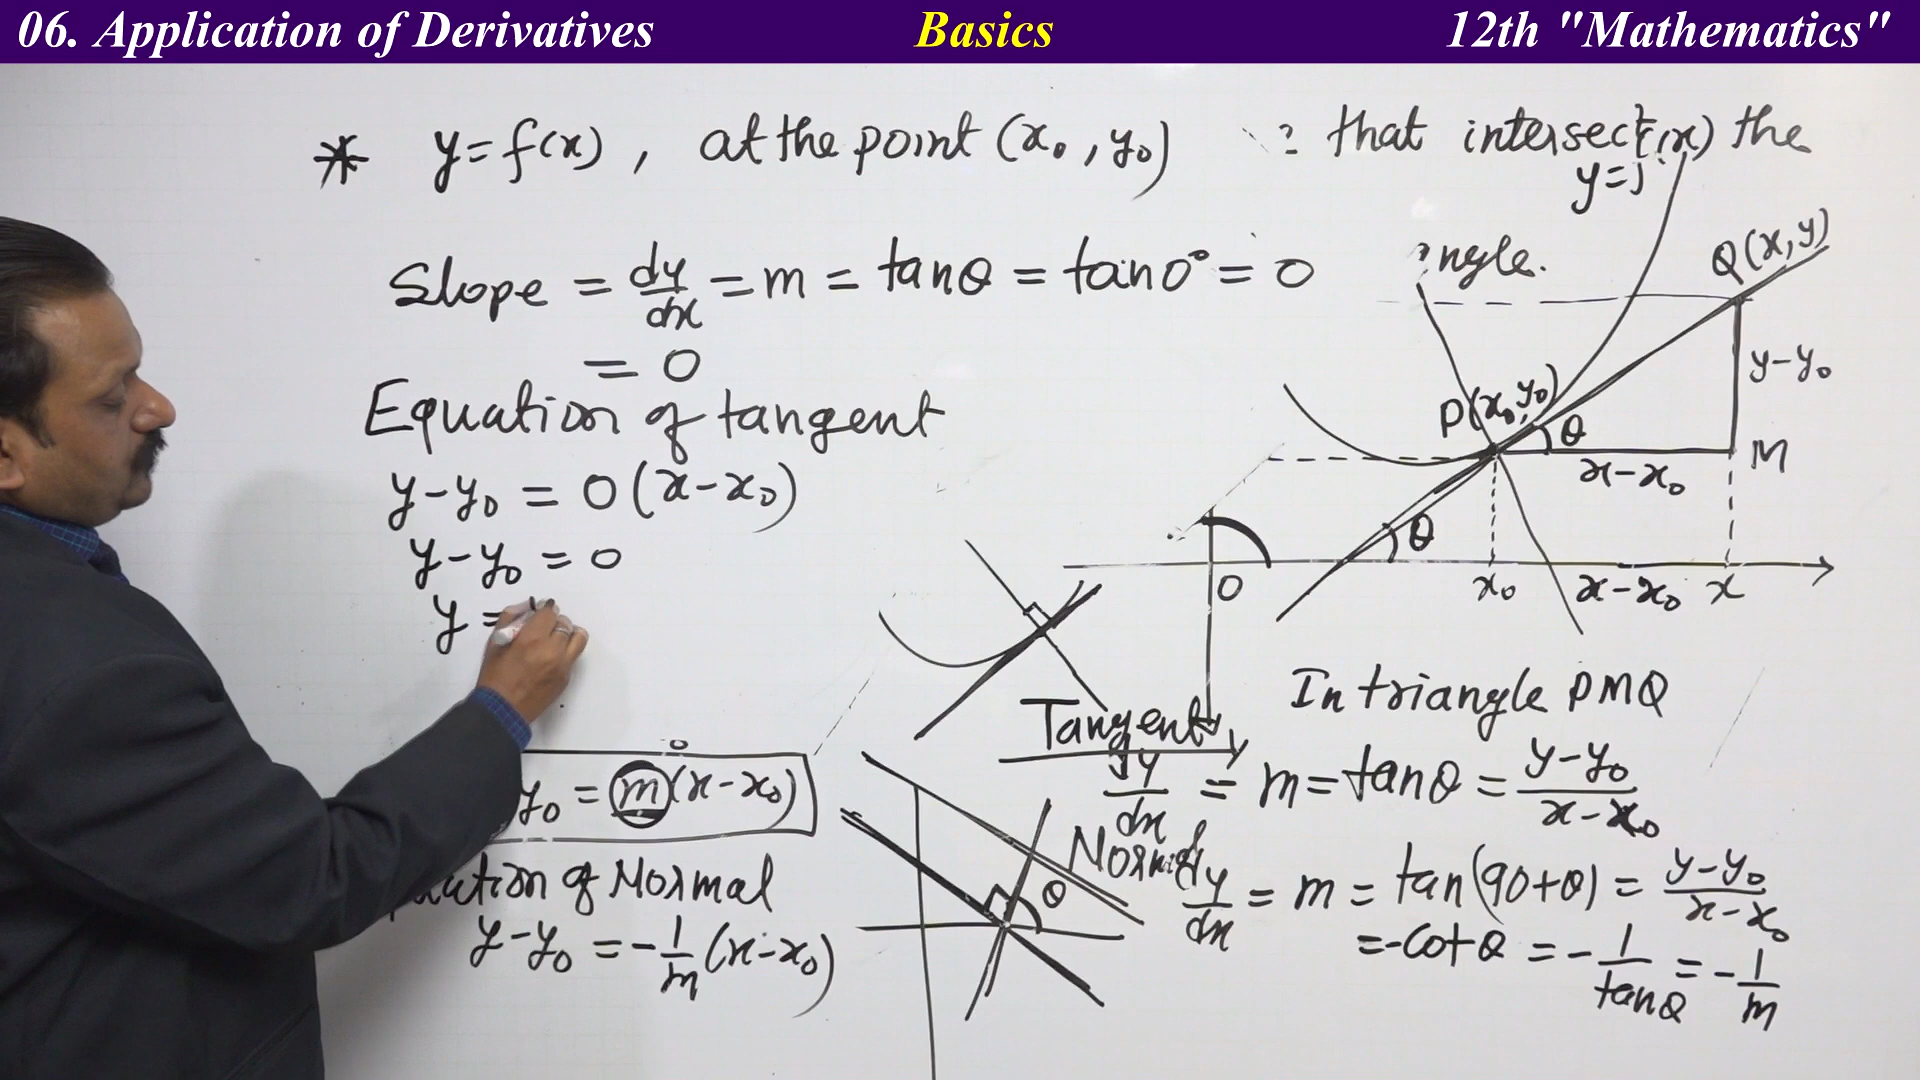 06. Application of Derivatives Basics 12th "Mathematics"
* y=f(x), at the point (x₀, y₀)
that intersect the
y=f(x)
Slope = dy/dx = m = tanθ = tan0° = 0
= 0
Equation of tangent
y-y₀ = 0(x-x₀)
y-y₀ = 0
y =
y₀ = m(x-x₀)
of Normal
y-y₀ = -1/m (x-x₀)
Q(x,y)
y-y₀
P(x₀,y₀)
θ
M
x-x₀
θ
0
x₀
x-x₀
x
Tangent
Normal
θ
In triangle PMQ
dy/dx = m = tanθ = y-y₀/x-x₀
dy/dx = m = tan(90+θ) = y-y₀/x-x₀
=-cotθ = -1/tanθ = -1/m